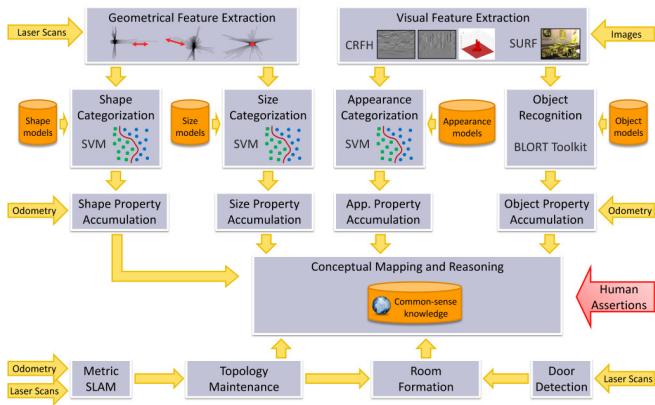 Geometrical Feature Extraction
Visual Feature Extraction
Laser Scans
CRFH
SURF
Images
Shape
Categorization
SVM
Shape
models
Size
Categorization
SVM
Size
models
Appearance
Categorization
SVM
Appearance
models
Object
Recognition
BLORT Toolkit
Object
models
Odometry
Shape Property
Accumulation
Size Property
Accumulation
App. Property
Accumulation
Object Property
Accumulation
Odometry
Conceptual Mapping and Reasoning
Common-sense
knowledge
Human
Assertions
Odometry
Laser Scans
Metric
SLAM
Topology
Maintenance
Room
Formation
Door
Detection
Laser Scans